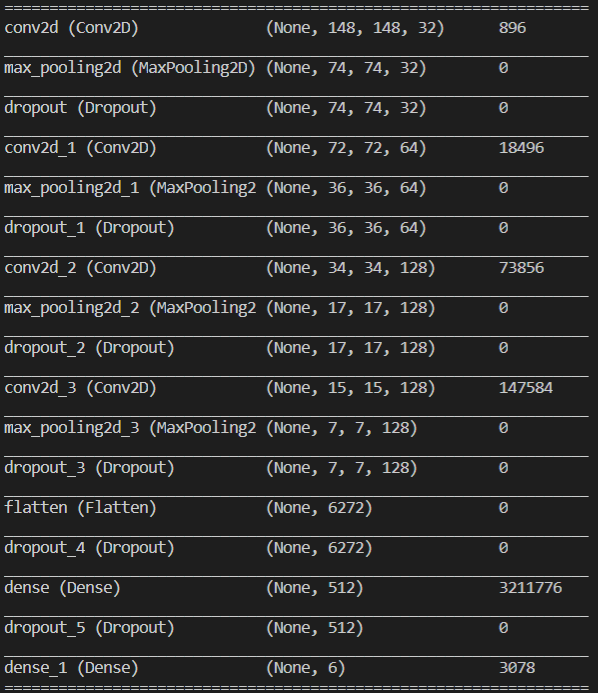 conv2d (Conv2D) (None, 148, 148, 32) 896
max_pooling2d (MaxPooling2D) (None, 74, 74, 32) 0
dropout (Dropout) (None, 74, 74, 32) 0
conv2d_1 (Conv2D) (None, 72, 72, 64) 18496
max_pooling2d_1 (MaxPooling2 (None, 36, 36, 64) 0
dropout_1 (Dropout) (None, 36, 36, 64) 0
conv2d_2 (Conv2D) (None, 34, 34, 128) 73856
max_pooling2d_2 (MaxPooling2 (None, 17, 17, 128) 0
dropout_2 (Dropout) (None, 17, 17, 128) 0
conv2d_3 (Conv2D) (None, 15, 15, 128) 147584
max_pooling2d_3 (MaxPooling2 (None, 7, 7, 128) 0
dropout_3 (Dropout) (None, 7, 7, 128) 0
flatten (Flatten) (None, 6272) 0
dropout_4 (Dropout) (None, 6272) 0
dense (Dense) (None, 512) 3211776
dropout_5 (Dropout) (None, 512) 0
dense_1 (Dense) (None, 6) 3078